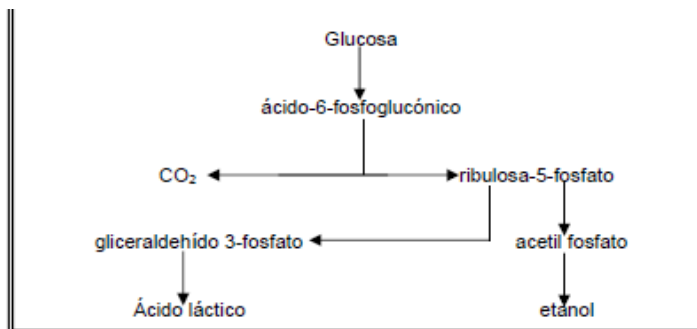 Glucosa
ácido-6-fosfoglucónico
CO₂ ribulosa-5-fosfato
gliceraldehído 3-fosfato acetil fosfato
Ácido láctico etanol